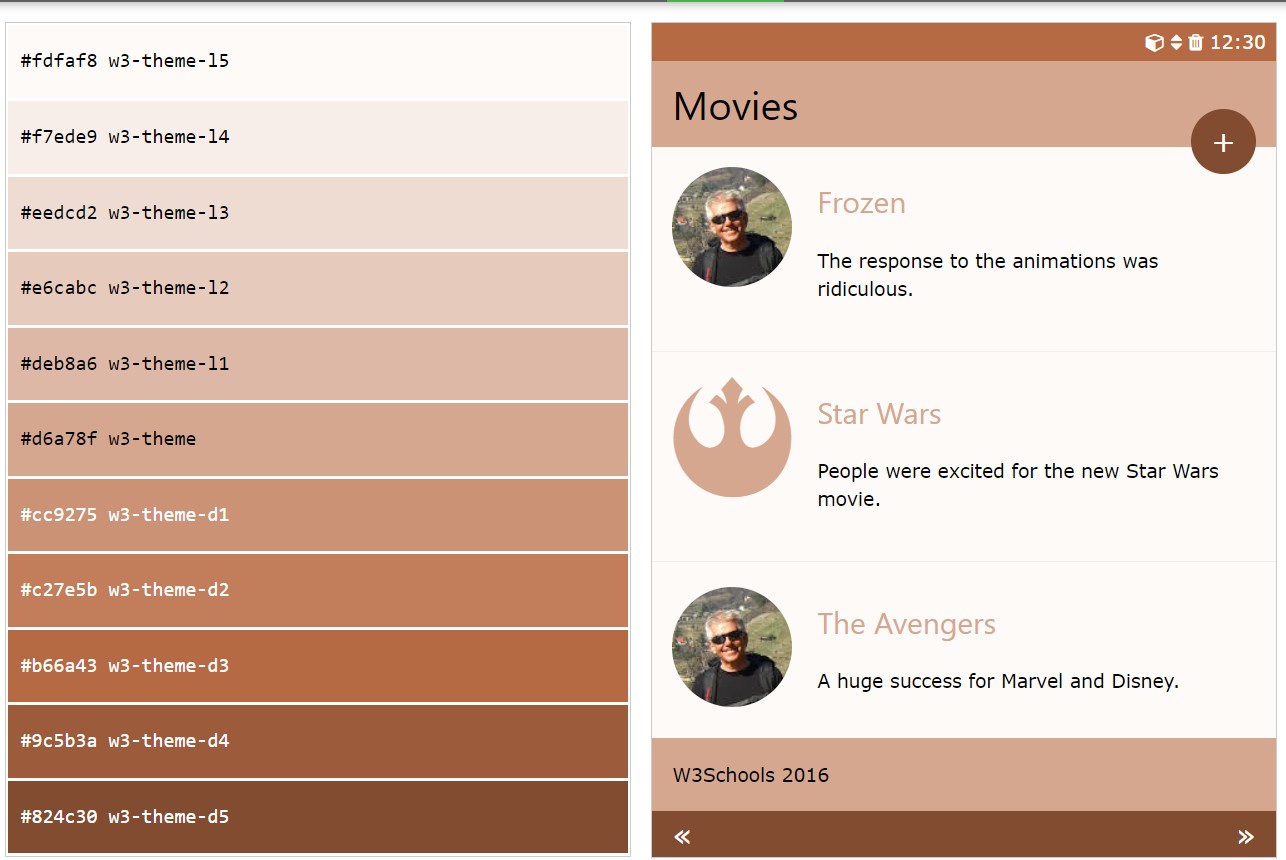 #fdfaf8 w3-theme-l5
#f7ede9 w3-theme-l4
#eedcd2 w3-theme-l3
#e6cabc w3-theme-l2
#deb8a6 w3-theme-l1
#d6a78f w3-theme
#cc9275 w3-theme-d1
#c27e5b w3-theme-d2
#b66a43 w3-theme-d3
#9c5b3a w3-theme-d4
#824c30 w3-theme-d5
12:30
Movies
+
Frozen
The response to the animations was
ridiculous.
Star Wars
People were excited for the new Star Wars
movie.
The Avengers
A huge success for Marvel and Disney.
W3Schools 2016
« »